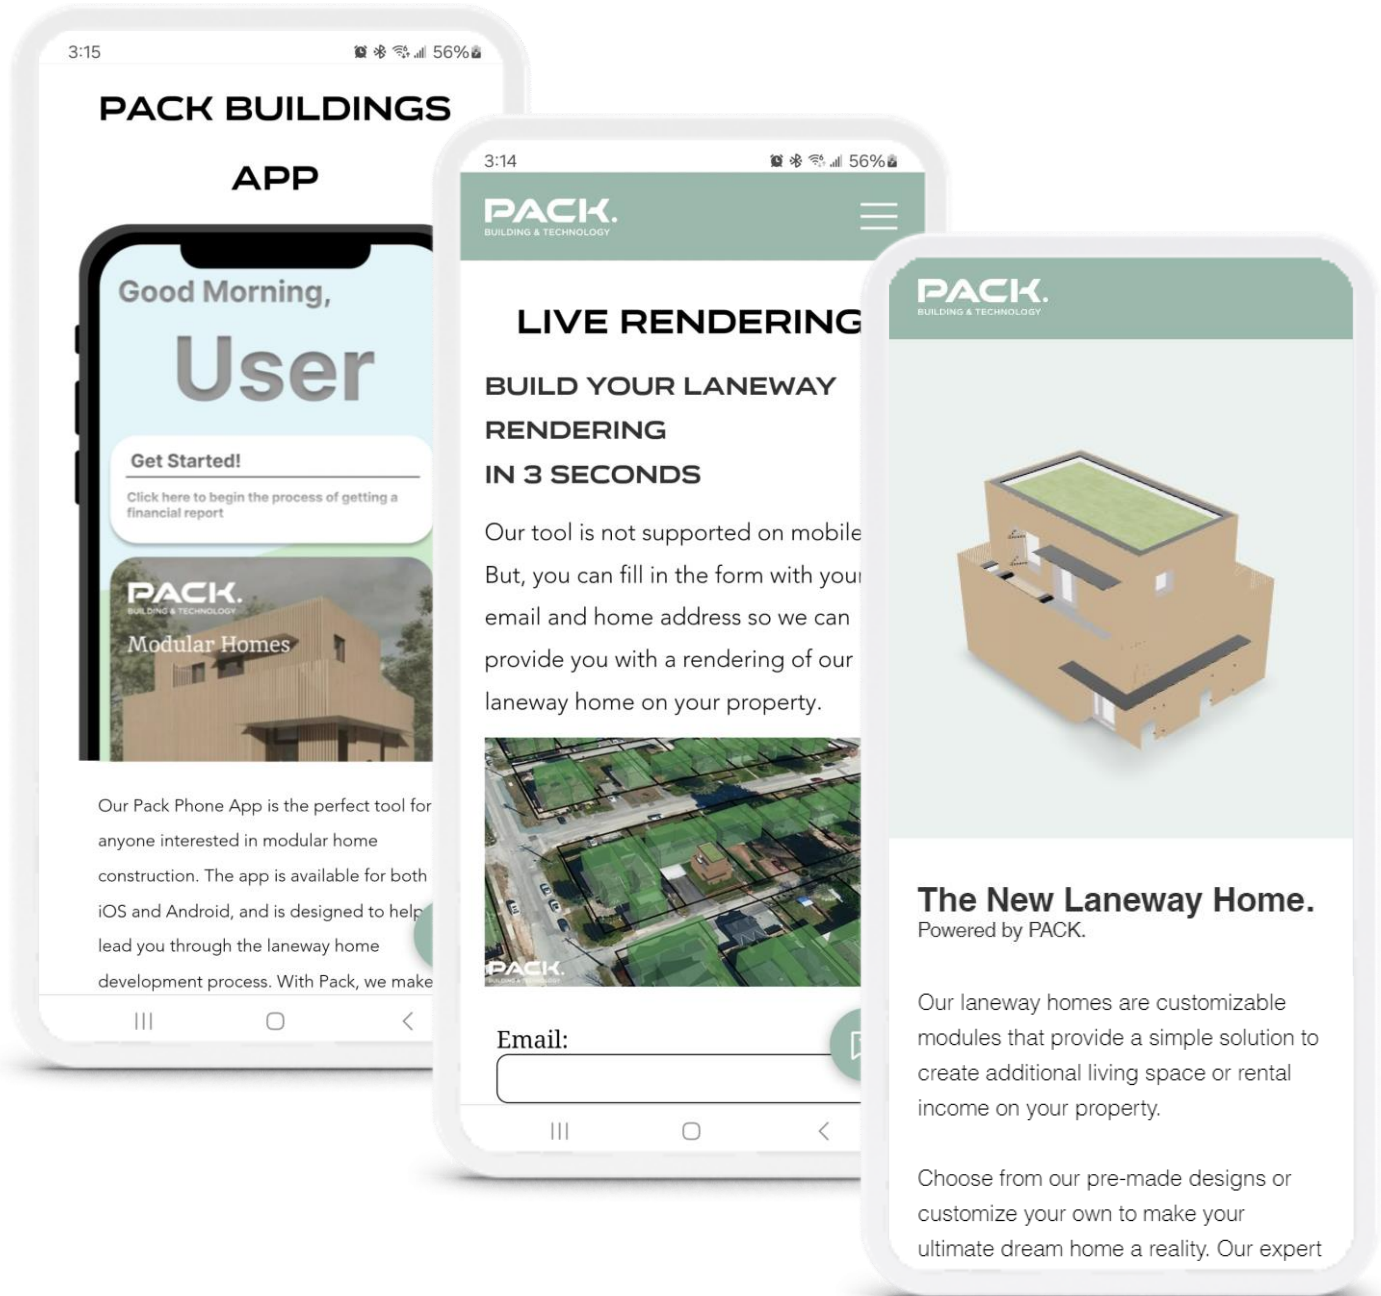 3:15
56%
PACK BUILDINGS
APP
Good Morning,
User
Get Started!
Click here to begin the process of getting a
financial report
PACK.
BUILDING & TECHNOLOGY
Modular Homes
Our Pack Phone App is the perfect tool for
anyone interested in modular home
construction. The app is available for both
iOS and Android, and is designed to help
lead you through the laneway home
development process. With Pack, we make
3:14
56%
PACK.
BUILDING & TECHNOLOGY
LIVE RENDERING
BUILD YOUR LANEWAY
RENDERING
IN 3 SECONDS
Our tool is not supported on mobile
But, you can fill in the form with your
email and home address so we can
provide you with a rendering of our
laneway home on your property.
PACK.
BUILDING & TECHNOLOGY
Email:
PACK.
BUILDING & TECHNOLOGY
The New Laneway Home.
Powered by PACK.
Our laneway homes are customizable
modules that provide a simple solution to
create additional living space or rental
income on your property.
Choose from our pre-made designs or
customize your own to make your
ultimate dream home a reality. Our expert